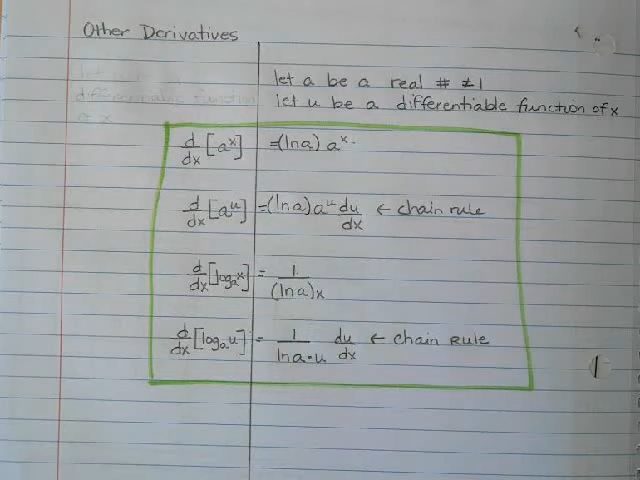 Other Derivatives
let a be a real # ≠ 1
let u be a differentiable function of x
d/dx [a^x] = (ln a) a^x.
d/dx [a^u] = (ln a) a^u du/dx ← chain rule
d/dx [log_a x] = 1/(ln a)x
d/dx [log_a u] = 1/ln a • u du/dx ← chain rule